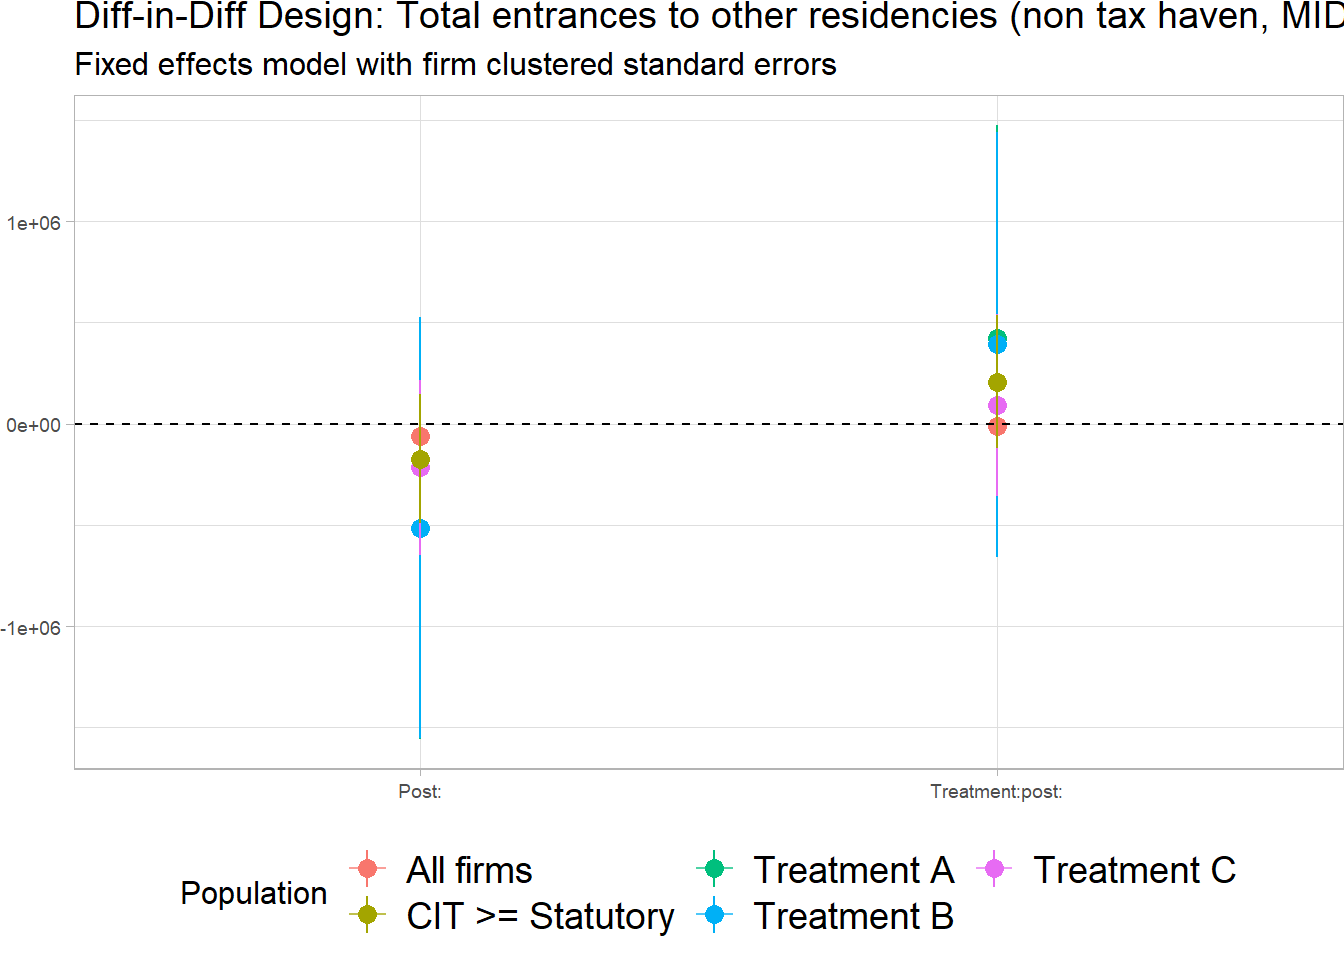 Diff-in-Diff Design: Total entrances to other residencies (non tax haven, MID
Fixed effects model with firm clustered standard errors
1e+06
0e+00
-1e+06
Post:
Treatment:post:
Population
All firms
Treatment A
Treatment C
CIT >= Statutory
Treatment B